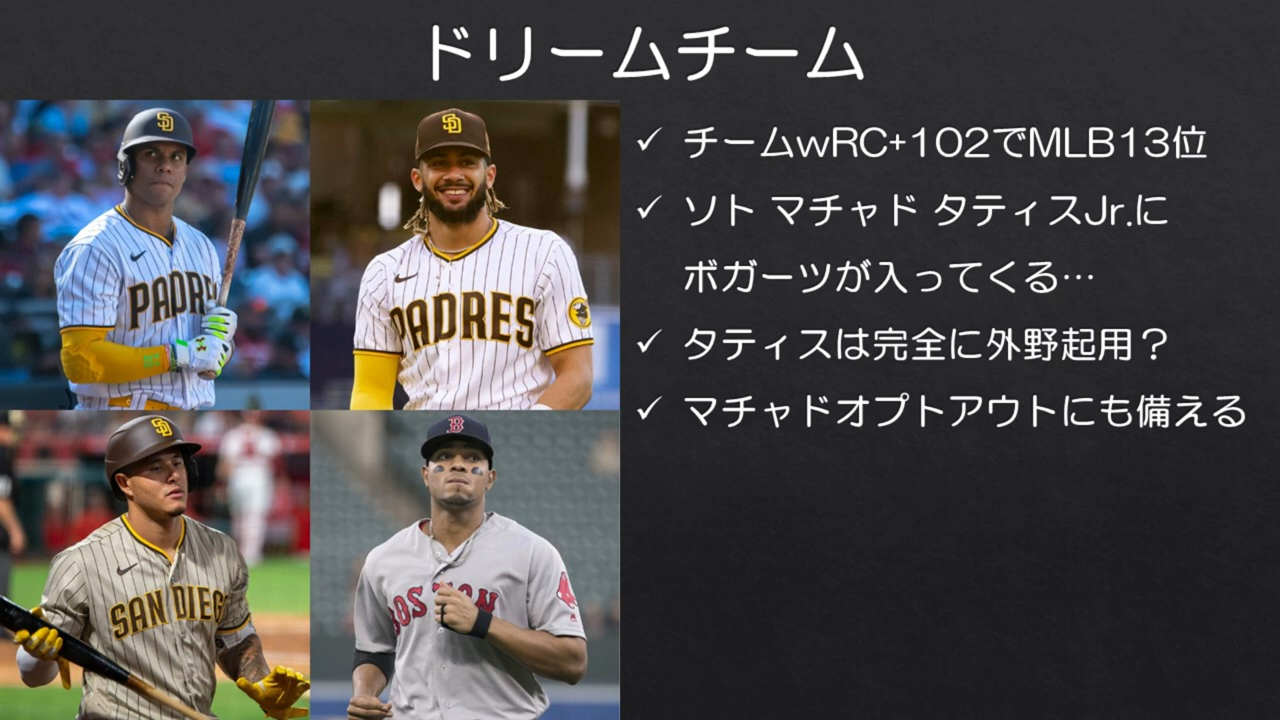 ドリームチーム
✓ チームwRC+102でMLB13位
✓ ソト マチャド タティスJr.に
ボガーツが入ってくる…
✓ タティスは完全に外野起用？
✓ マチャドオプトアウトにも備える
SD
PADRES
SD
PADRES
SD
SAN DIEG
B
BOSTON